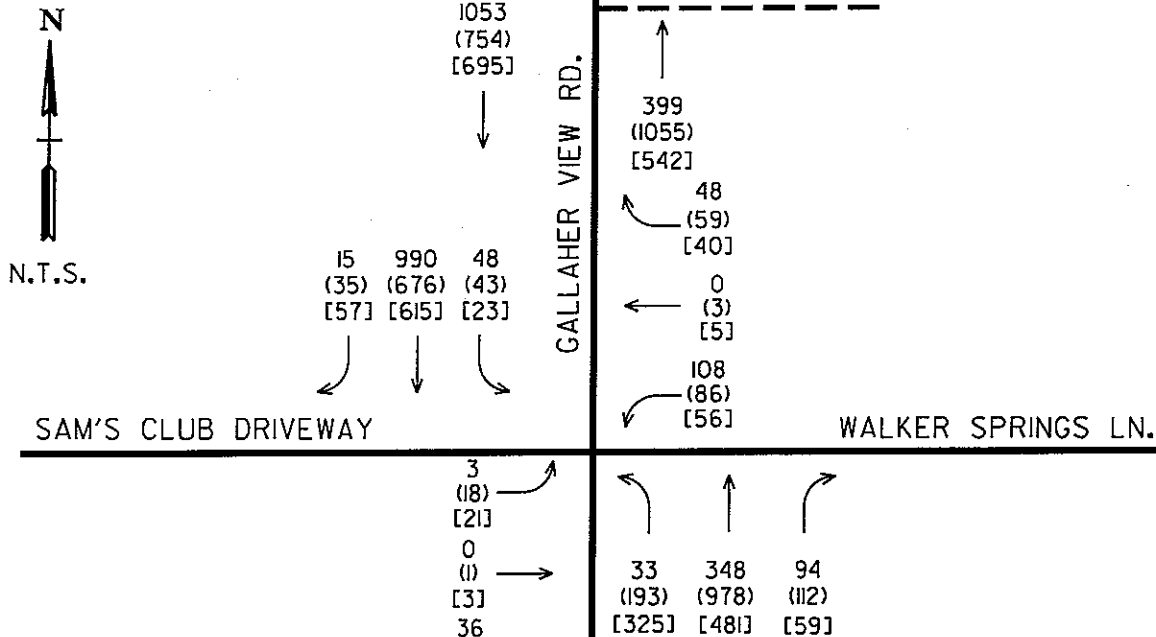 N
N.T.S.
1053
(754)
[695]
GALLAHER VIEW RD.
399
(1055)
[542]
48
(59)
[40]
0
(3)
[5]
108
(86)
[56]
15 990 48
(35) (676) (43)
[57] [615] [23]
SAM'S CLUB DRIVEWAY
WALKER SPRINGS LN.
3
(18)
[21]
0
(1)
[3]
36
33 348 94
(193) (978) (112)
[325] [481] [59]